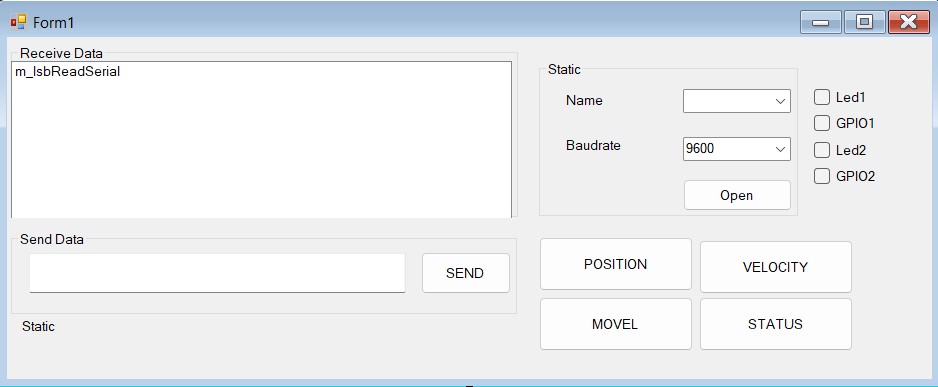 Form1
Receive Data
m_lsbReadSerial
Static
Name
Baudrate
9600
Open
Led1
GPIO1
Led2
GPIO2
Send Data
SEND
Static
POSITION
VELOCITY
MOVEL
STATUS